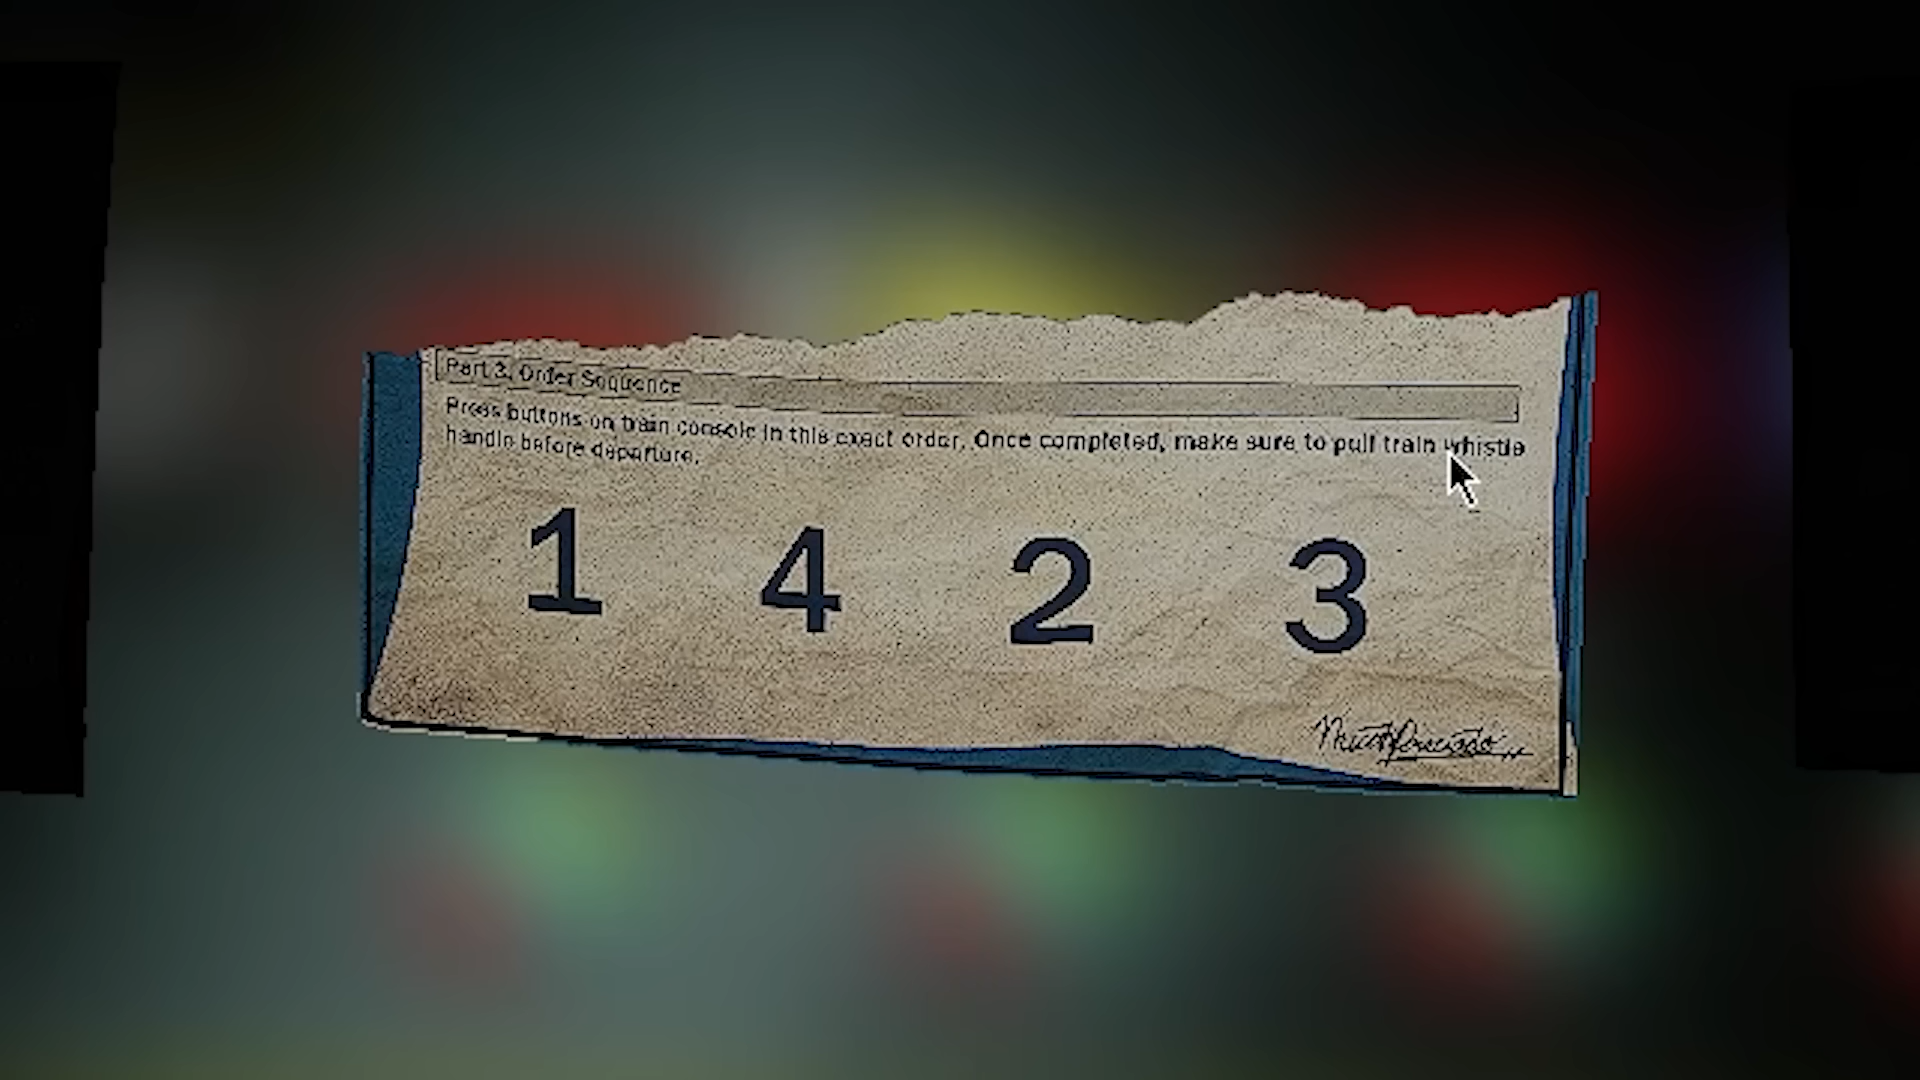 Part 3. Order Sequence
Press buttons on train console in this exact order. Once completed, make sure to pull train whistle
handle before departure.
1 4 2 3